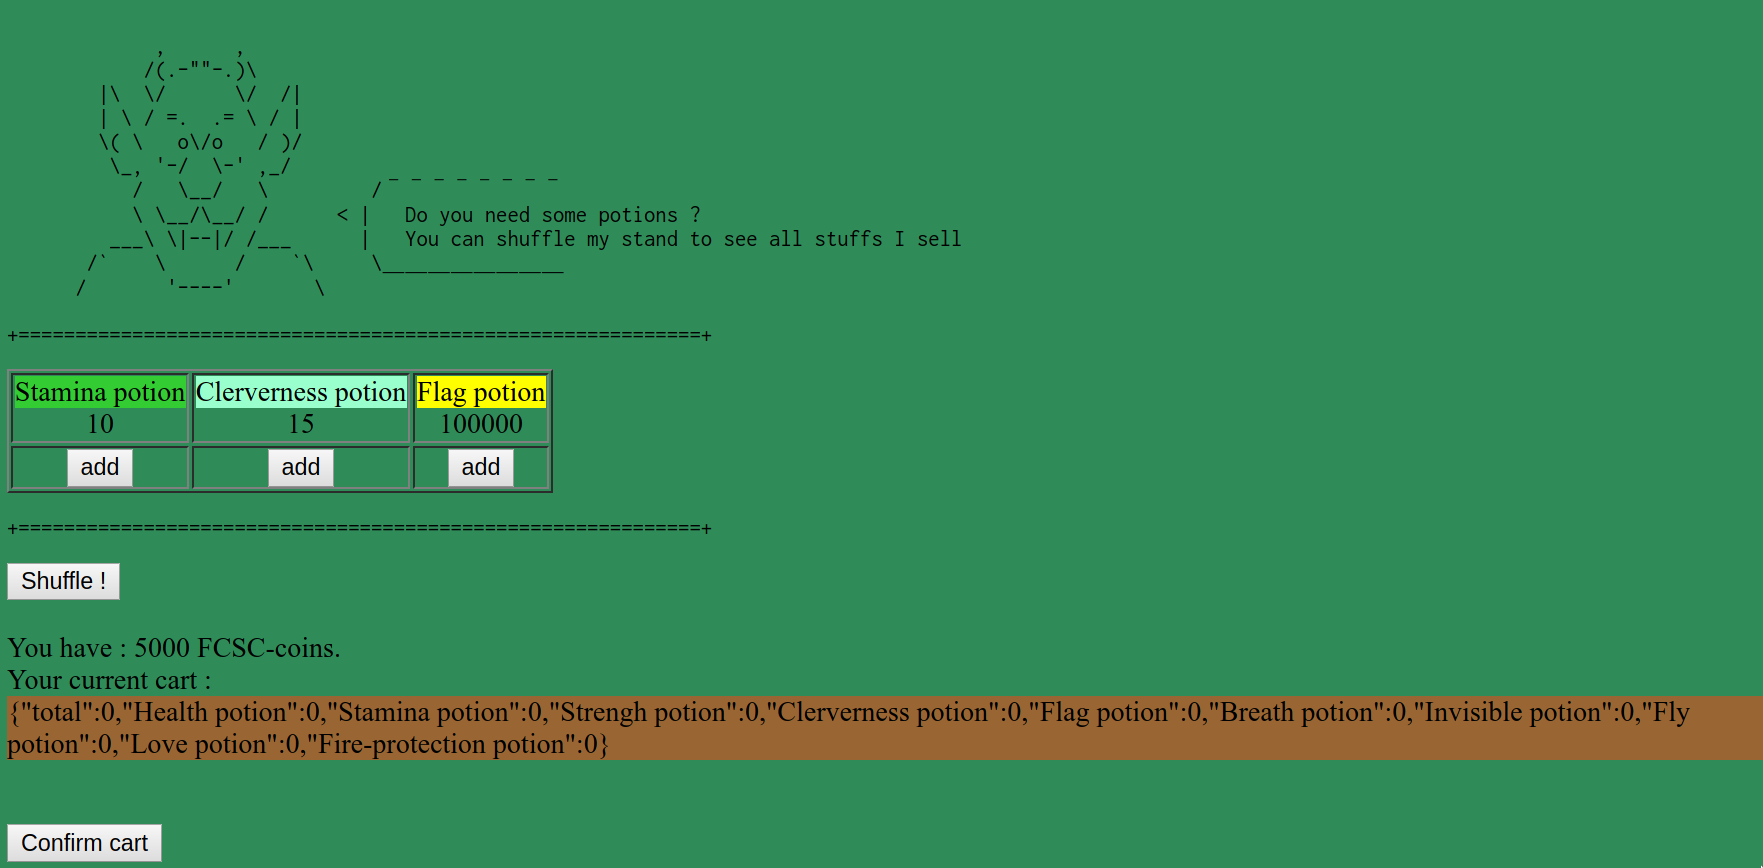 Do you need some potions ?
You can shuffle my stand to see all stuffs I sell
Stamina potion Clerverness potion Flag potion
10 15 100000
add add add
Shuffle !
You have : 5000 FCSC-coins.
Your current cart :
{"total":0,"Health potion":0,"Stamina potion":0,"Strengh potion":0,"Clerverness potion":0,"Flag potion":0,"Breath potion":0,"Invisible potion":0,"Fly
potion":0,"Love potion":0,"Fire-protection potion":0}
Confirm cart